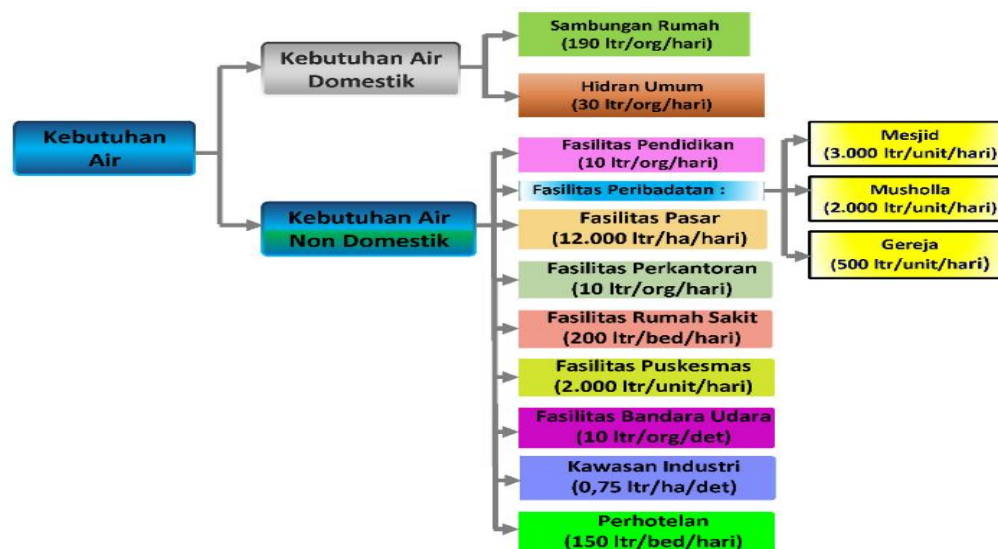 Kebutuhan
Air
Kebutuhan Air
Domestik
Sambungan Rumah
(190 ltr/org/hari)
Hidran Umum
(30 ltr/org/hari)
Kebutuhan Air
Non Domestik
Fasilitas Pendidikan
(10 ltr/org/hari)
Fasilitas Peribadatan :
Mesjid
(3.000 ltr/unit/hari)
Musholla
(2.000 ltr/unit/hari)
Gereja
(500 ltr/unit/hari)
Fasilitas Pasar
(12.000 ltr/ha/hari)
Fasilitas Perkantoran
(10 ltr/org/hari)
Fasilitas Rumah Sakit
(200 ltr/bed/hari)
Fasilitas Puskesmas
(2.000 ltr/unit/hari)
Fasilitas Bandara Udara
(10 ltr/org/det)
Kawasan Industri
(0,75 ltr/ha/det)
Perhotelan
(150 ltr/bed/hari)